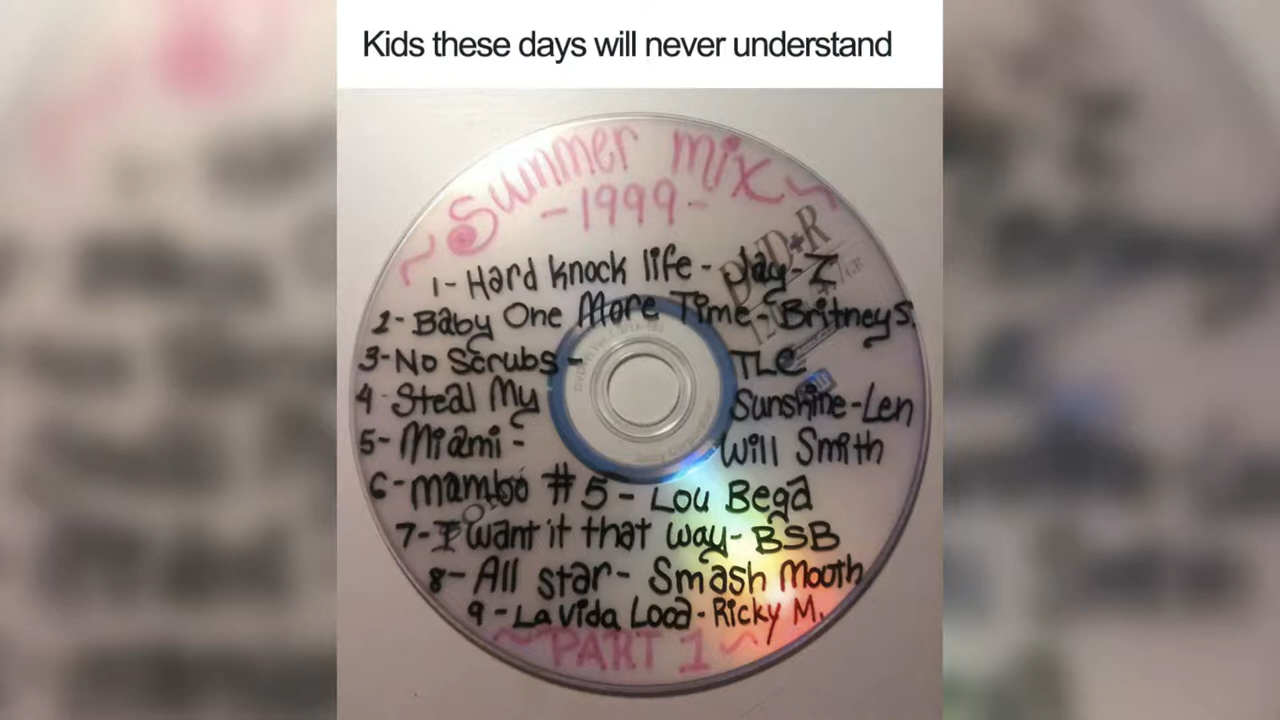 Kids these days will never understand
~Summer mix~
-1999-
DVD+R
1- Hard knock life - Jay-Z
2- Baby One More Time - Britney S.
3- No Scrubs - TLC
4 - Steal My Sunshine - Len
5- Miami - Will Smith
6- mambo #5 - Lou Bega
7- I want it that way - BSB
8- All star - Smash Mouth
9 - La Vida Loca - Ricky M.
~PART 1~